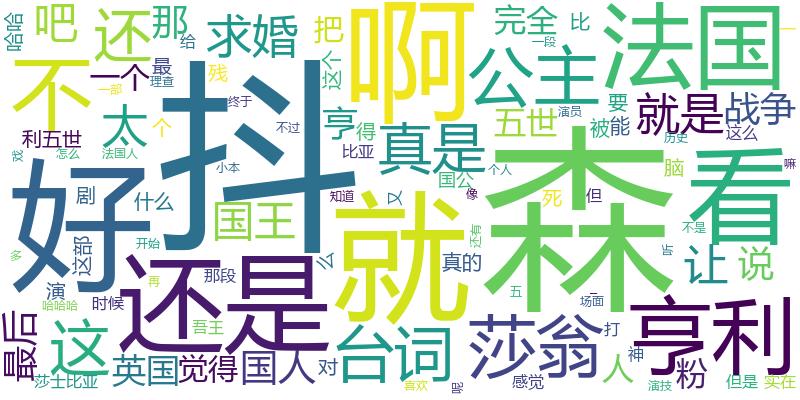 哈哈
吧
还
那
给
求婚
这个
把
啊
完全
一段
比
公主
法国
一
不
一个
最
理查
残
一部
抖
终于
太
个
利五世
怎么
法国人
戏
不过
小本
亨
得
比亚
真是
国公
五世
演员
被
要
能
就是
战争
历史
这么
脑
嘛
个人
好
剧
什么
国王
知道
又
就
像
森
死
但
看
不是
还有
听
让
说
多
这部
开始
还是
那段
么
真的
再
演
时候
哈哈哈
吾王
五
场面
最后
这
莎士比亚
英国
觉得
国人
对
台词
喜欢
呢
莎翁
感觉
打
人
神
演技
粉
亨利
但是
实在